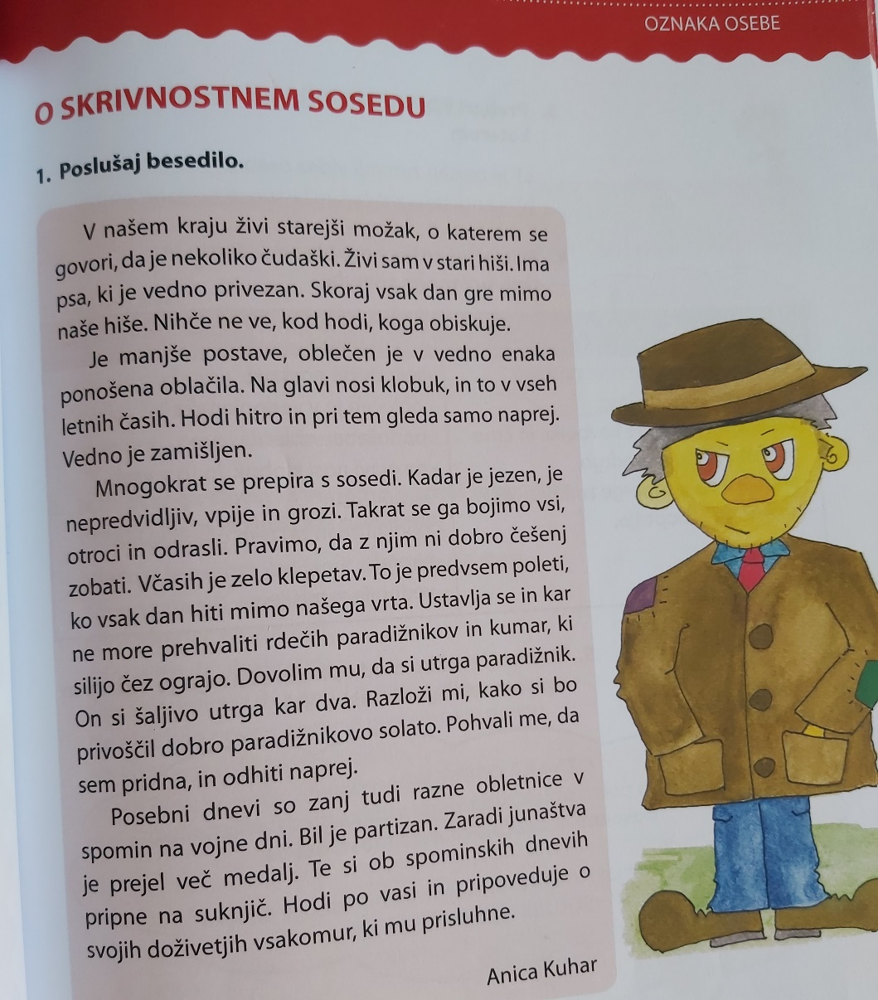 OZNAKA OSEBE
O SKRIVNOSTNEM SOSEDU
1. Poslušaj besedilo.
V našem kraju živi starejši možak, o katerem se
govori, da je nekoliko čudaški. Živi sam v stari hiši. Ima
psa, ki je vedno privezan. Skoraj vsak dan gre mimo
naše hiše. Nihče ne ve, kod hodi, koga obiskuje.
Je manjše postave, oblečen je v vedno enaka
ponošena oblačila. Na glavi nosi klobuk, in to v vseh
letnih časih. Hodi hitro in pri tem gleda samo naprej.
Vedno je zamišljen.
Mnogokrat se prepira s sosedi. Kadar je jezen, je
nepredvidljiv, vpije in grozi. Takrat se ga bojimo vsi,
otroci in odrasli. Pravimo, da z njim ni dobro češenj
zobati. Včasih je zelo klepetav. To je predvsem poleti,
ko vsak dan hiti mimo našega vrta. Ustavlja se in kar
ne more prehvaliti rdečih paradižnikov in kumar, ki
silijo čez ograjo. Dovolim mu, da si utrga paradižnik.
On si šaljivo utrga kar dva. Razloži mi, kako si bo
privoščil dobro paradižnikovo solato. Pohvali me, da
sem pridna, in odhiti naprej.
Posebni dnevi so zanj tudi razne obletnice v
spomin na vojne dni. Bil je partizan. Zaradi junaštva
je prejel več medalj. Te si ob spominskih dnevih
pripne na suknjič. Hodi po vasi in pripoveduje o
svojih doživetjih vsakomur, ki mu prisluhne.
Anica Kuhar